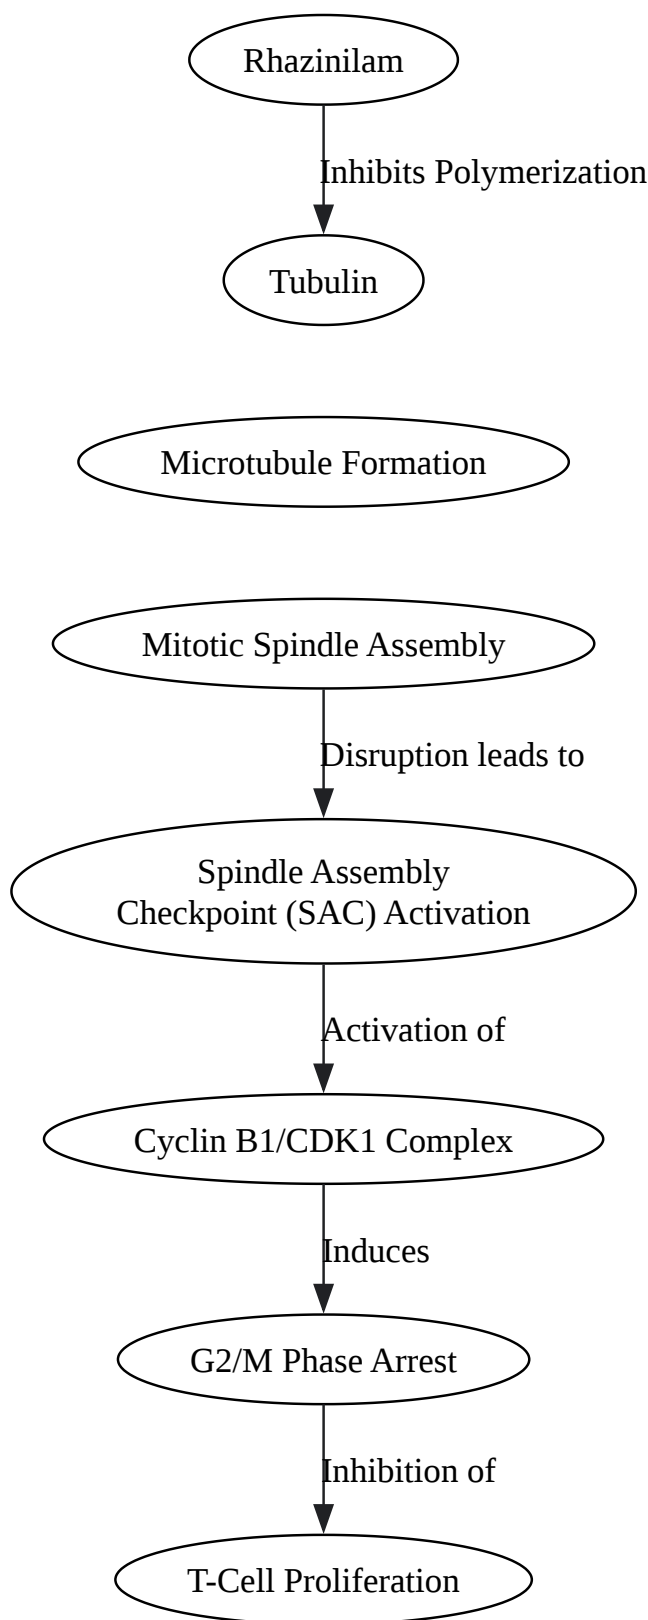 Rhazinilam
Inhibits Polymerization
Tubulin
Microtubule Formation
Mitotic Spindle Assembly
Disruption leads to
Spindle Assembly
Checkpoint (SAC) Activation
Activation of
Cyclin B1/CDK1 Complex
Induces
G2/M Phase Arrest
Inhibition of
T-Cell Proliferation